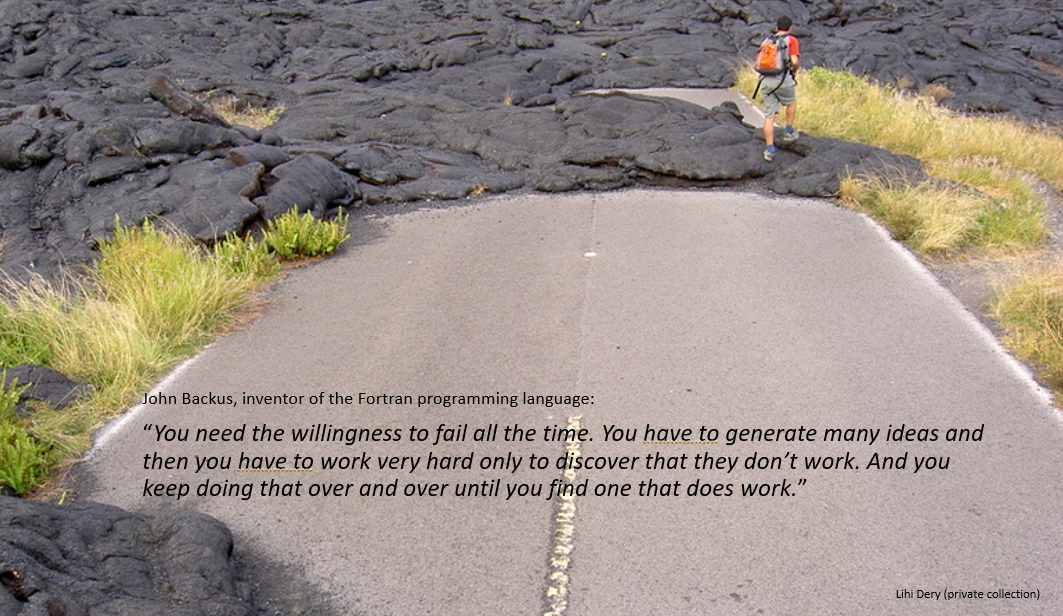 John Backus, inventor of the Fortran programming language:
“You need the willingness to fail all the time. You have to generate many ideas and
then you have to work very hard only to discover that they don’t work. And you
keep doing that over and over until you find one that does work.”
Lihi Dery (private collection)